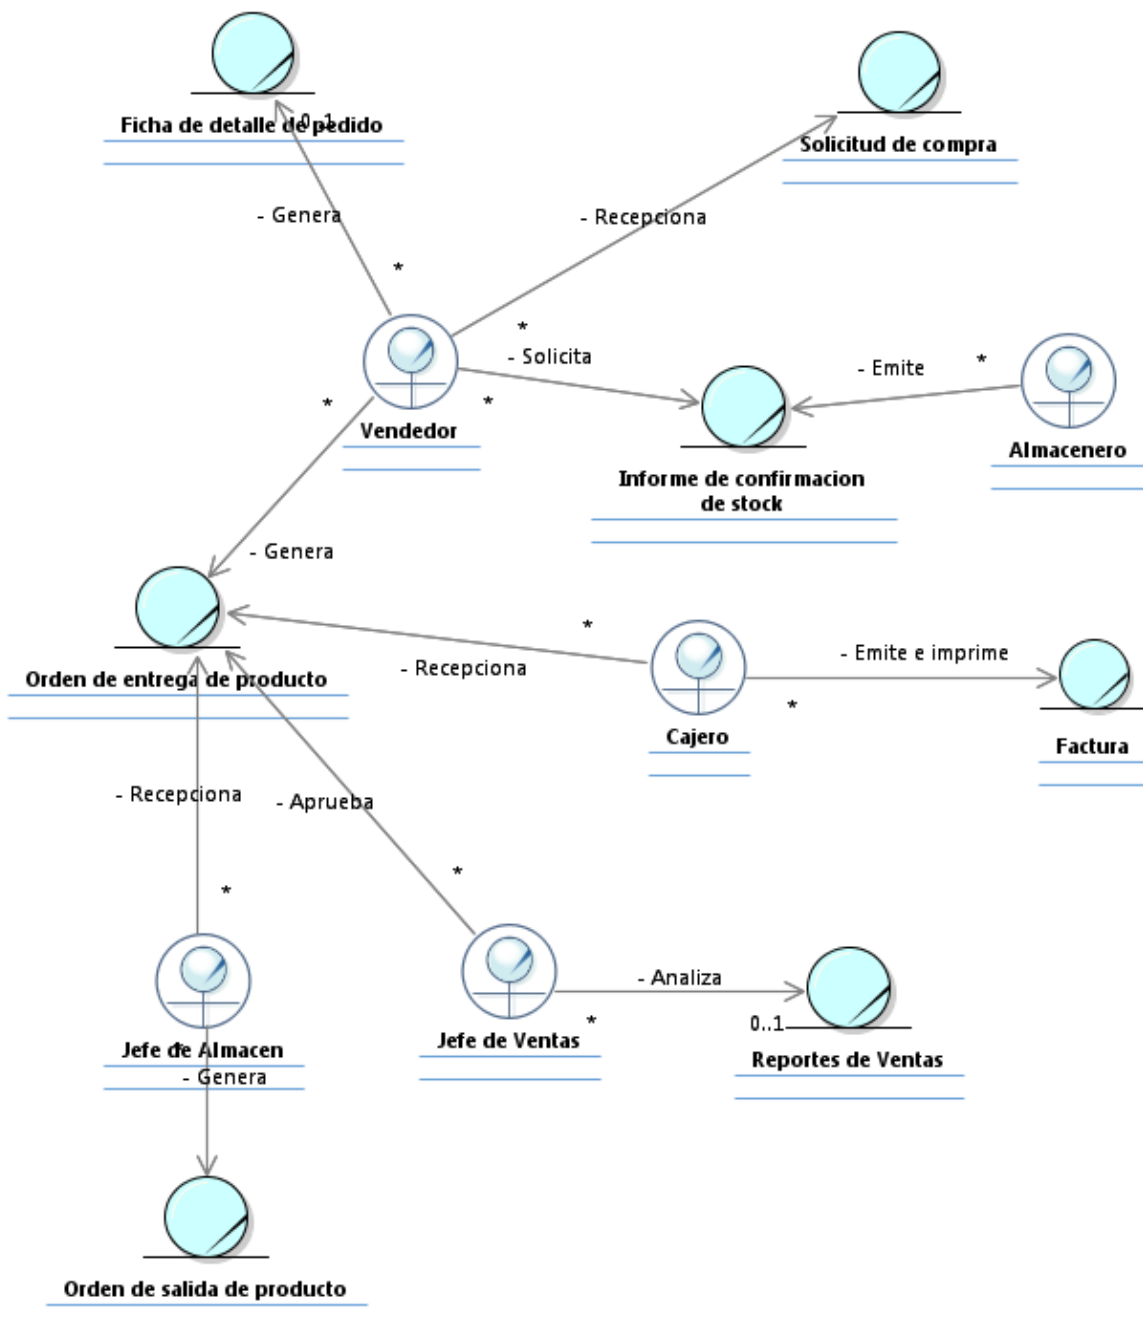 Ficha de detalle de pedido
0..1
Solicitud de compra
- Genera
- Recepciona
*
*
- Solicita
- Emite
*
*
*
Vendedor
Almacenero
Informe de confirmacion
de stock
- Genera
*
- Recepciona
- Emite e imprime
Orden de entrega de producto
*
Cajero
Factura
- Recepciona
- Aprueba
*
*
- Analiza
*
0..1
Jefe de Almacen
*
Jefe de Ventas
Reportes de Ventas
- Genera
Orden de salida de producto